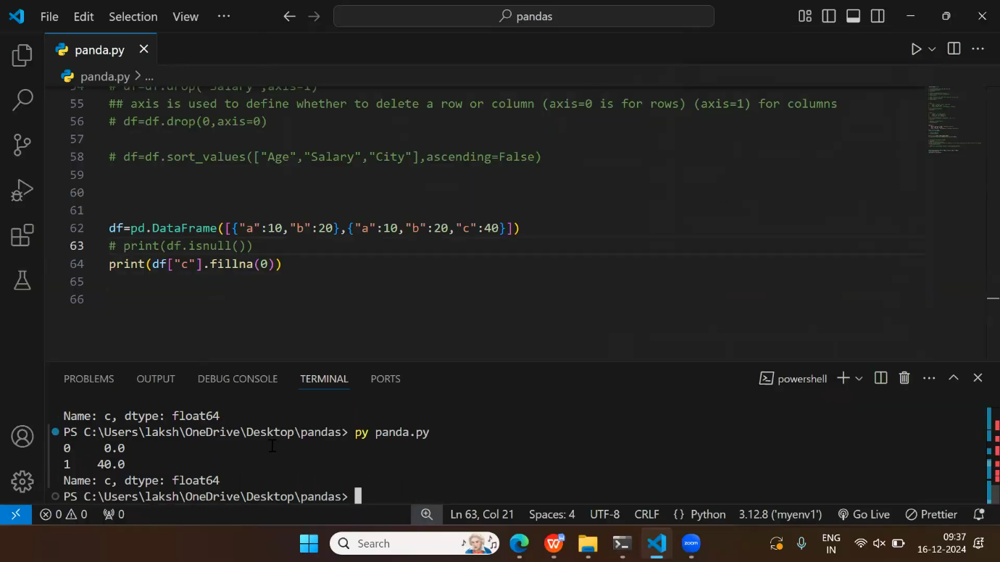 File Edit Selection View ··· pandas
panda.py
panda.py > ...
54 # df=df.drop("Salary",axis=1)
55 ## axis is used to define whether to delete a row or column (axis=0 is for rows) (axis=1) for columns
56 # df=df.drop(0,axis=0)
57
58 # df=df.sort_values(["Age","Salary","City"],ascending=False)
59
60
61
62 df=pd.DataFrame([{"a":10,"b":20},{"a":10,"b":20,"c":40}])
63 # print(df.isnull())
64 print(df["c"].fillna(0))
65
66
PROBLEMS OUTPUT DEBUG CONSOLE TERMINAL PORTS powershell
Name: c, dtype: float64
PS C:\Users\laksh\OneDrive\Desktop\pandas> py panda.py
0 0.0
1 40.0
Name: c, dtype: float64
PS C:\Users\laksh\OneDrive\Desktop\pandas>
0 0 0 Ln 63, Col 21 Spaces: 4 UTF-8 CRLF {} Python 3.12.8 ('myenv1') Go Live Prettier
Search zoom ENG 09:37
IN 16-12-2024